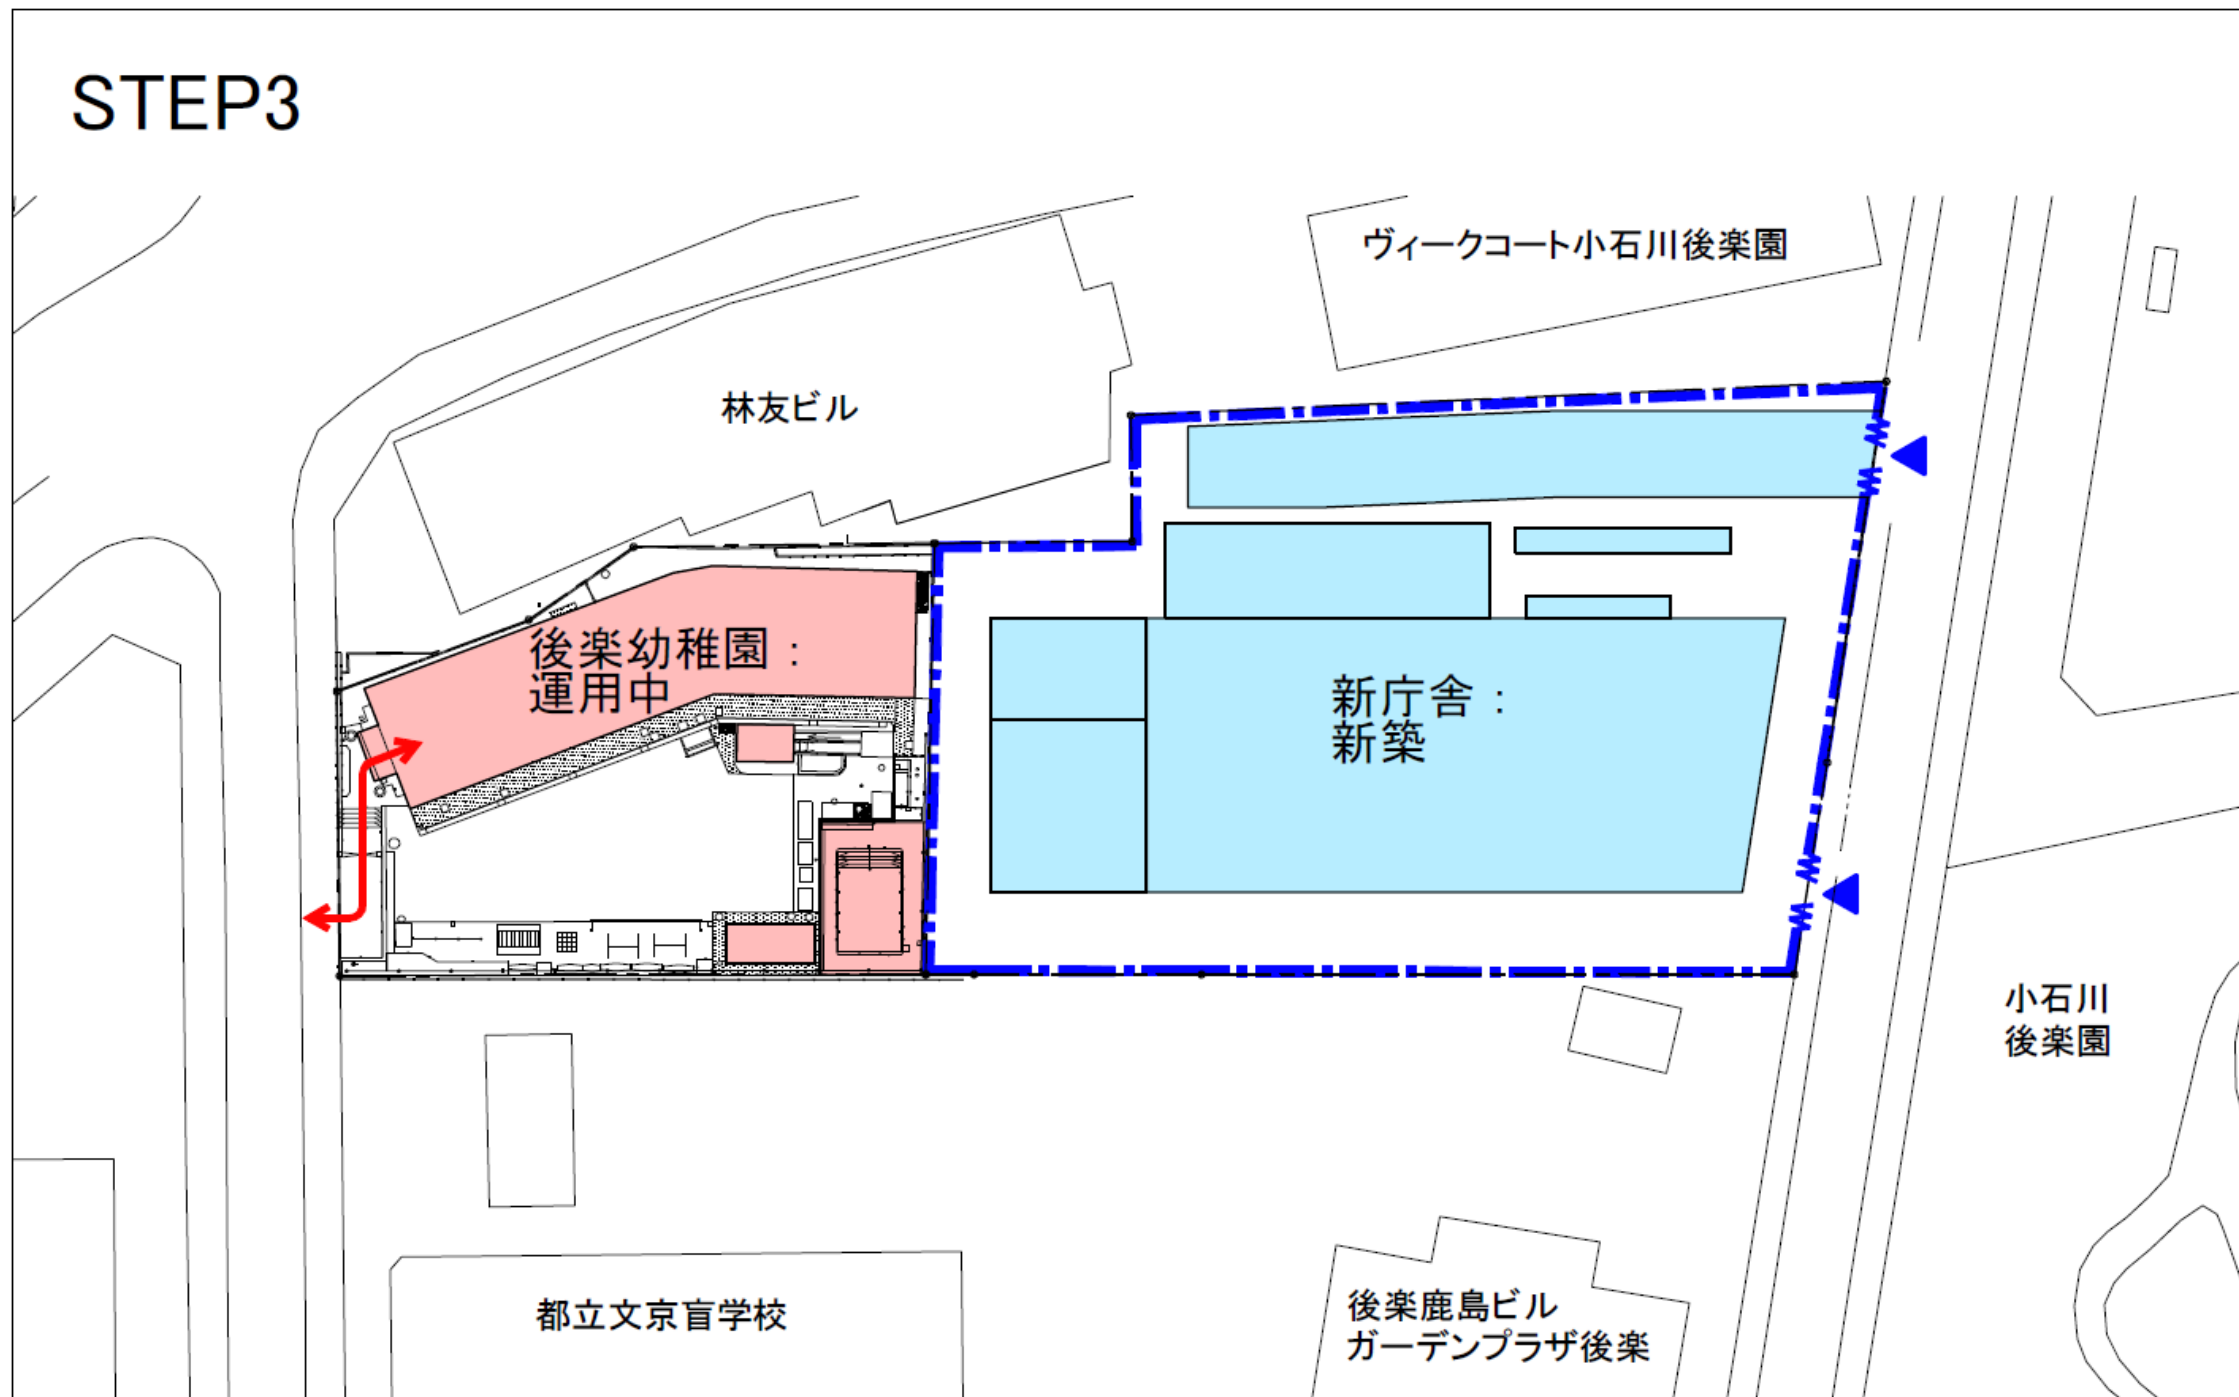 STEP3
ヴィークコート小石川後楽園
林友ビル
後楽幼稚園：
運用中
新庁舎：
新築
小石川
後楽園
都立文京盲学校
後楽鹿島ビル
ガーデンプラザ後楽